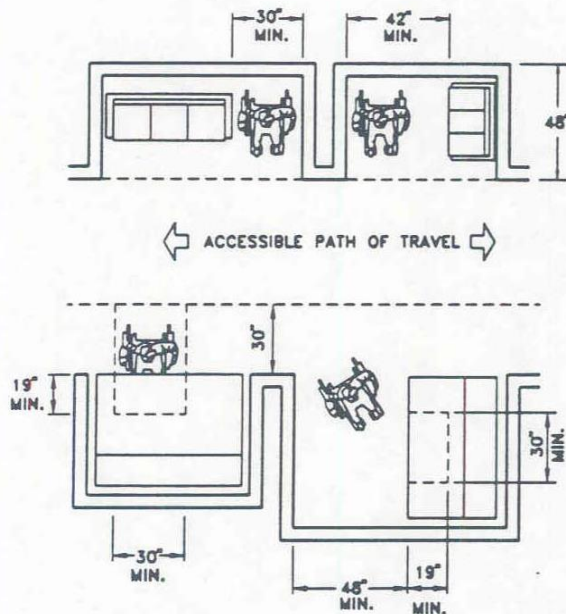 30" 42"
MIN. MIN.
48"
ACCESSIBLE PATH OF TRAVEL
30"
19"
MIN.
30"
MIN.
30"
MIN.
48"
MIN.
19"
MIN.